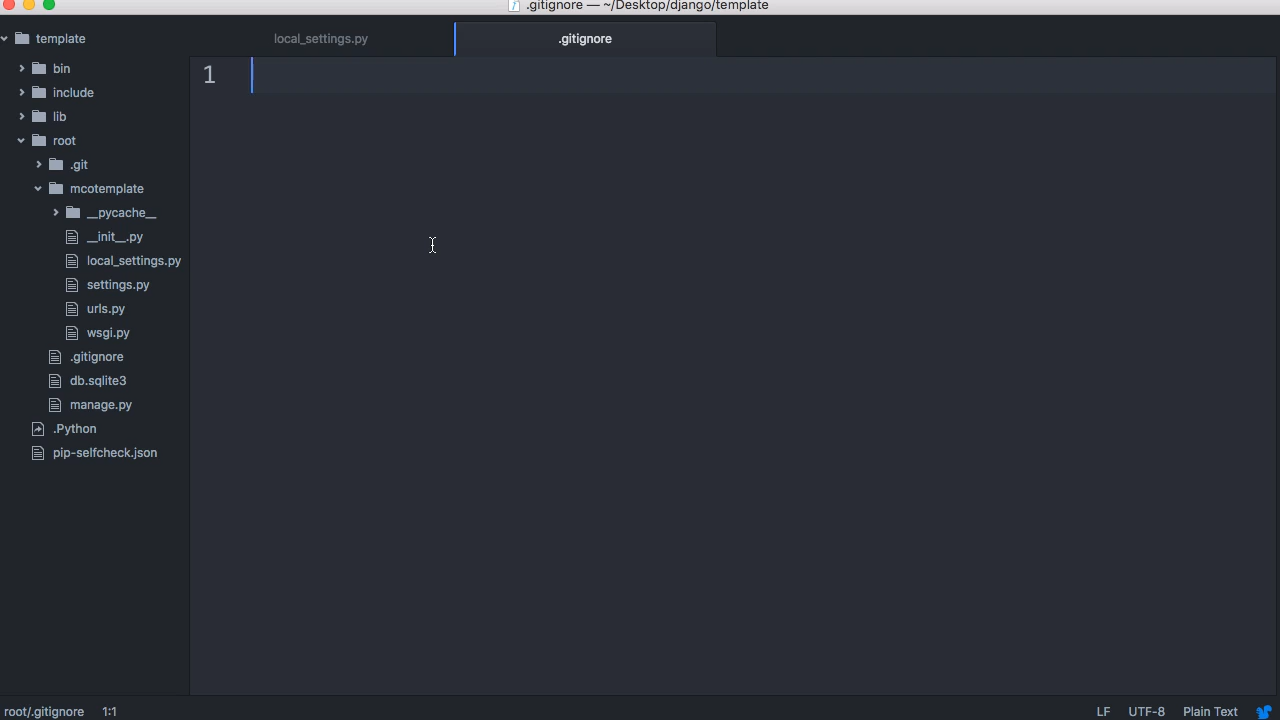 .gitignore — ~/Desktop/django/template
template
local_settings.py
.gitignore
1
bin
include
lib
root
.git
mcotemplate
__pycache__
__init__.py
local_settings.py
settings.py
urls.py
wsgi.py
.gitignore
db.sqlite3
manage.py
.Python
pip-selfcheck.json
root/.gitignore 1:1
LF UTF-8 Plain Text